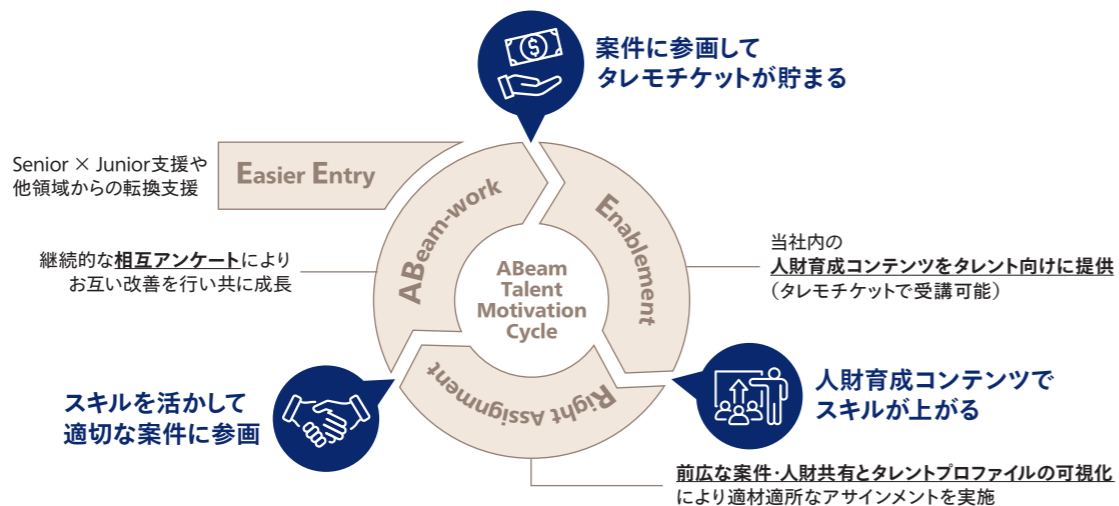 案件に参画して
タレモチケットが貯まる
Senior × Junior支援や
他領域からの転換支援
Easier Entry
ABeam-work
Enablement
継続的な相互アンケートにより
お互い改善を行い共に成長
ABeam
Talent
Motivation
Cycle
当社内の
人財育成コンテンツをタレント向けに提供
（タレモチケットで受講可能）
Right Assignment
スキルを活かして
適切な案件に参画
人財育成コンテンツで
スキルが上がる
前広な案件・人財共有とタレントプロファイルの可視化
により適材適所なアサインメントを実施